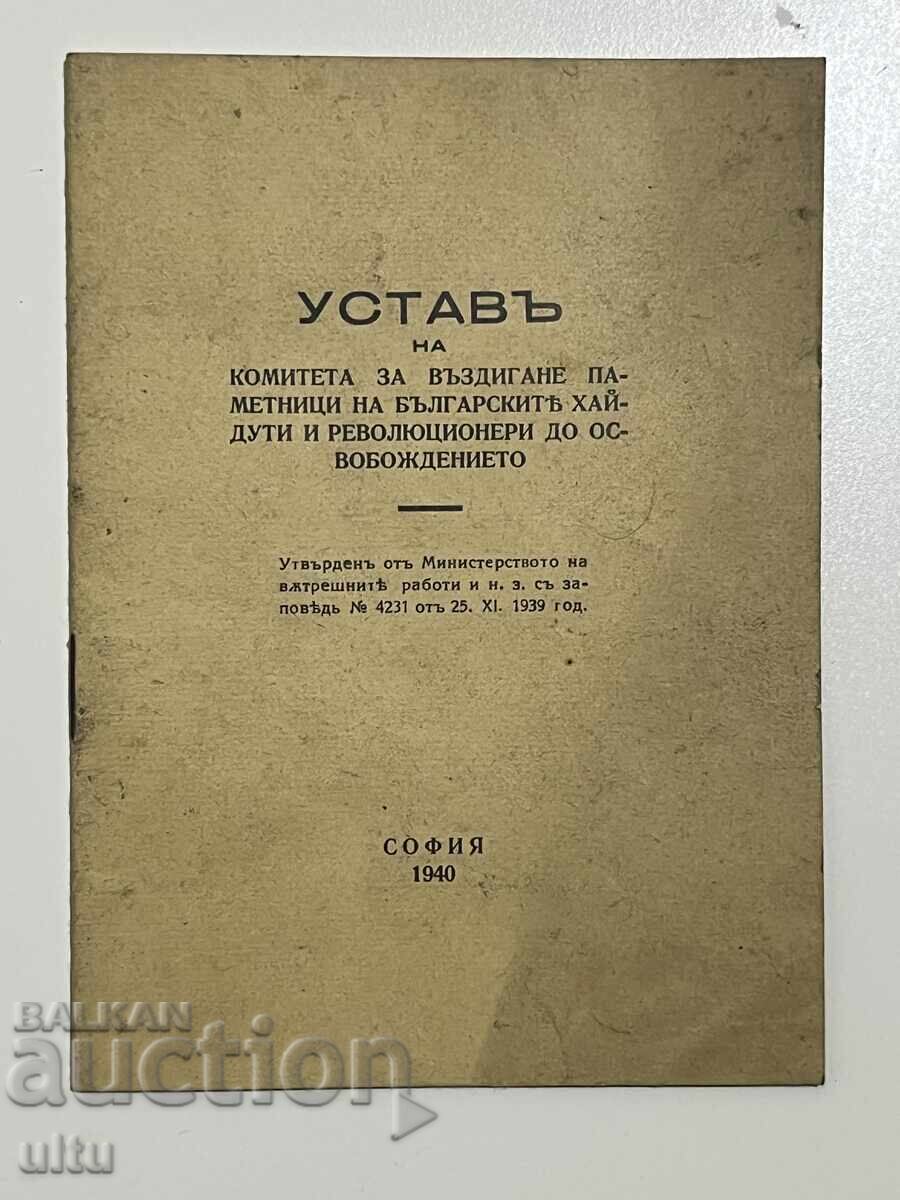 УСТАВЪ
НА
КОМИТЕТА ЗА ВЪЗДИГАНЕ ПА-
МЕТНИЦИ НА БЪЛГАРСКИТѢ ХАЙ-
ДУТИ И РЕВОЛЮЦИОНЕРИ ДО ОС-
ВОБОЖДЕНИЕТО
Утвърденъ отъ Министерството на
вѫтрешнитѣ работи и н. з. съ за-
повѣдь № 4231 отъ 25. XI. 1939 год.
СОФИЯ
1940
BALKAN
auction
ultu